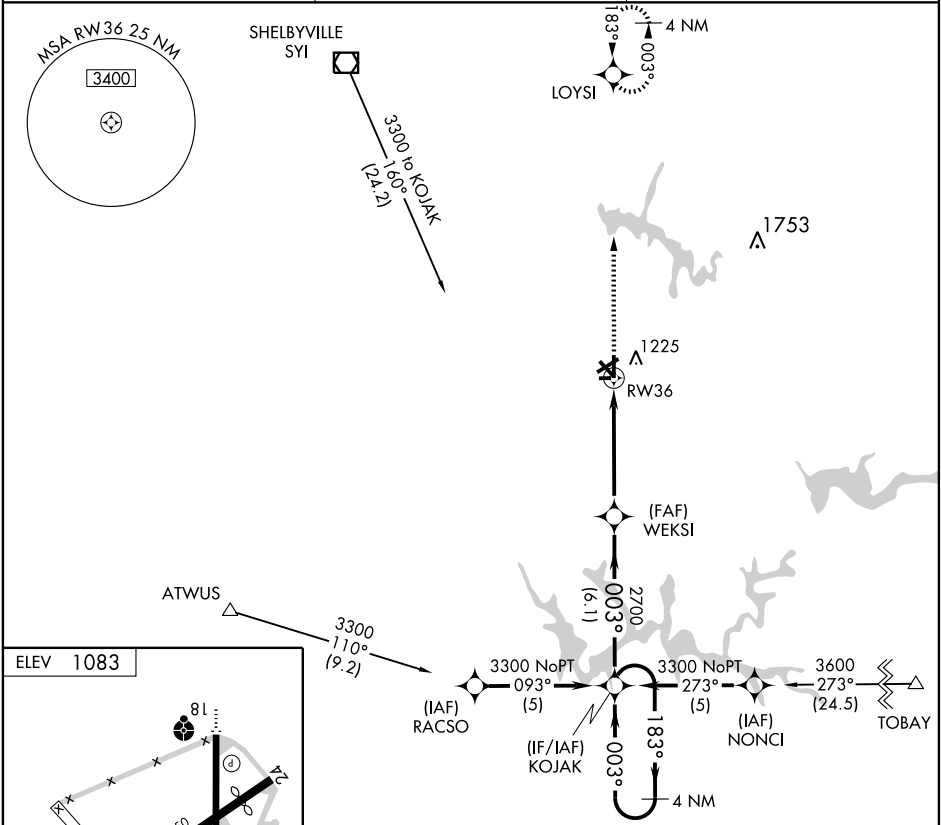 MSA RW36 25 NM
3400
SHELBYVILLE
SYI
3300 to KOJAK
160°
(24.2)
183°
4 NM
003°
LOYSI
1753
1225
RW36
(FAF)
WEKSI
2700
003°
(6.1)
ATWUS
3300
110°
(9.2)
3300 NoPT
093°
(5)
(IAF)
RACSO
(IF/IAF)
KOJAK
3300 NoPT
273°
(5)
(IAF)
NONCI
3600
273°
(24.5)
TOBAY
003°
183°
4 NM
ELEV 1083
18
P
24